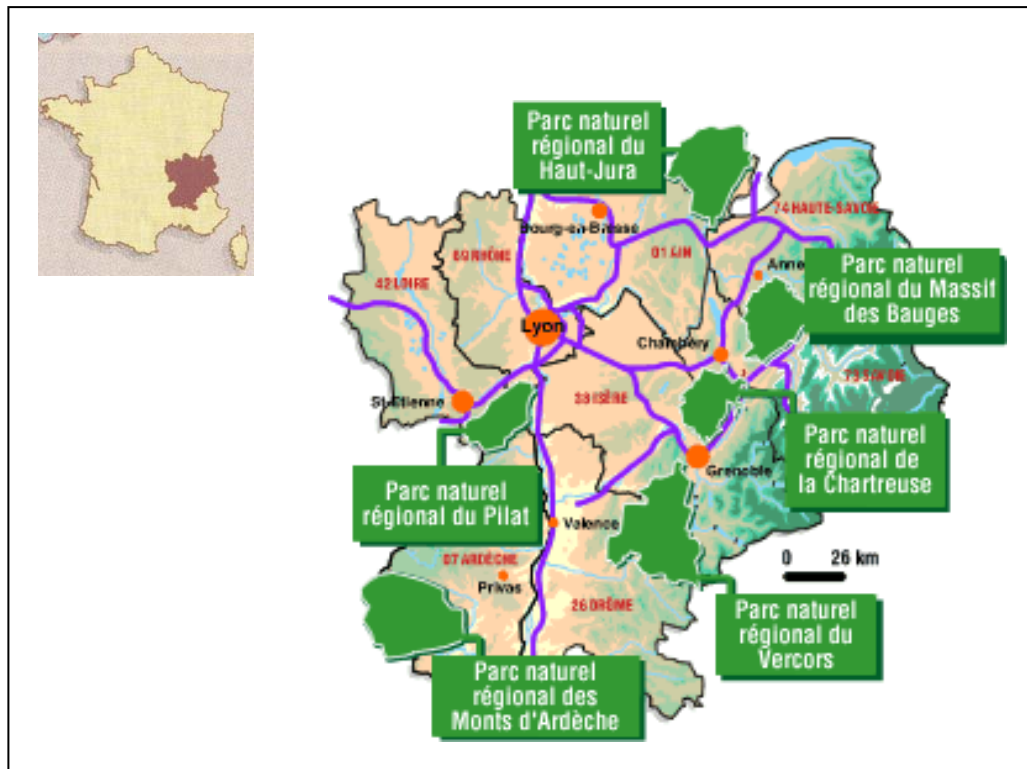 Parc naturel
régional du
Haut-Jura
74 HAUTE-SAVOIE
Bourg-en-Bresse
69 RHÔNE
01 AIN
Anne
Parc naturel
régional du Massif
des Bauges
42 LOIRE
Lyon
Chambéry
73 SAVOIE
St-Etienne
38 ISÈRE
Parc naturel
régional de
la Chartreuse
Grenoble
Parc naturel
régional du Pilat
Valence
07 ARDÈCHE
Privas
26 DRÔME
0 26 km
Parc naturel
régional du
Vercors
Parc naturel
régional des
Monts d'Ardèche